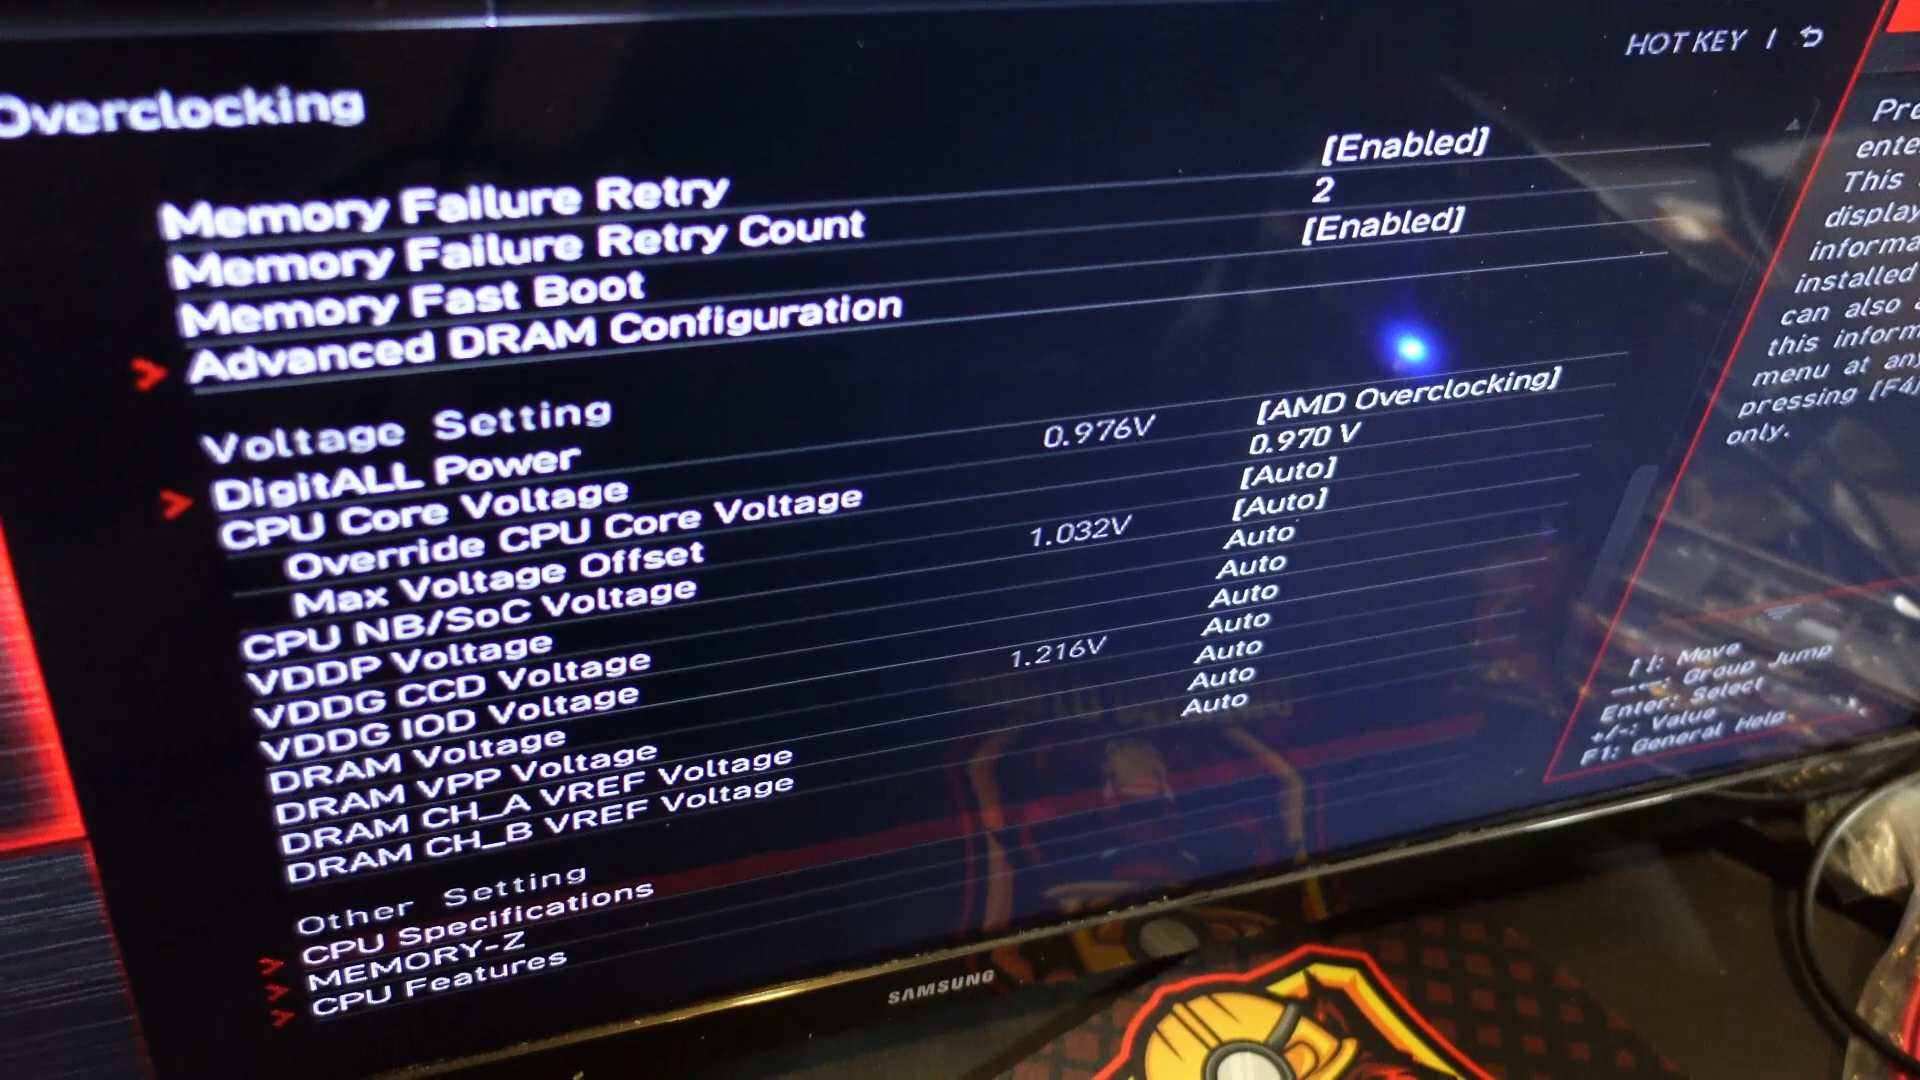 HOT KEY |
Overclocking
Memory Failure Retry [Enabled]
Memory Failure Retry Count 2
Memory Fast Boot [Enabled]
Advanced DRAM Configuration
Voltage Setting
DigitALL Power
CPU Core Voltage 0.976V [AMD Overclocking]
Override CPU Core Voltage 0.970 V
Max Voltage Offset [Auto]
CPU NB/SoC Voltage 1.032V [Auto]
VDDP Voltage Auto
VDDG CCD Voltage Auto
VDDG IOD Voltage Auto
DRAM Voltage 1.216V Auto
DRAM VPP Voltage Auto
DRAM CH_A VREF Voltage Auto
DRAM CH_B VREF Voltage Auto
Other Setting
CPU Specifications
MEMORY-Z
CPU Features
Pre
ente
This
display
informa
installed
can also
this inform
menu at any
pressing [F4]
only.
↑↓: Move
Group Jump
Enter: Select
+/-: Value
F1: General Help
SAMSUNG